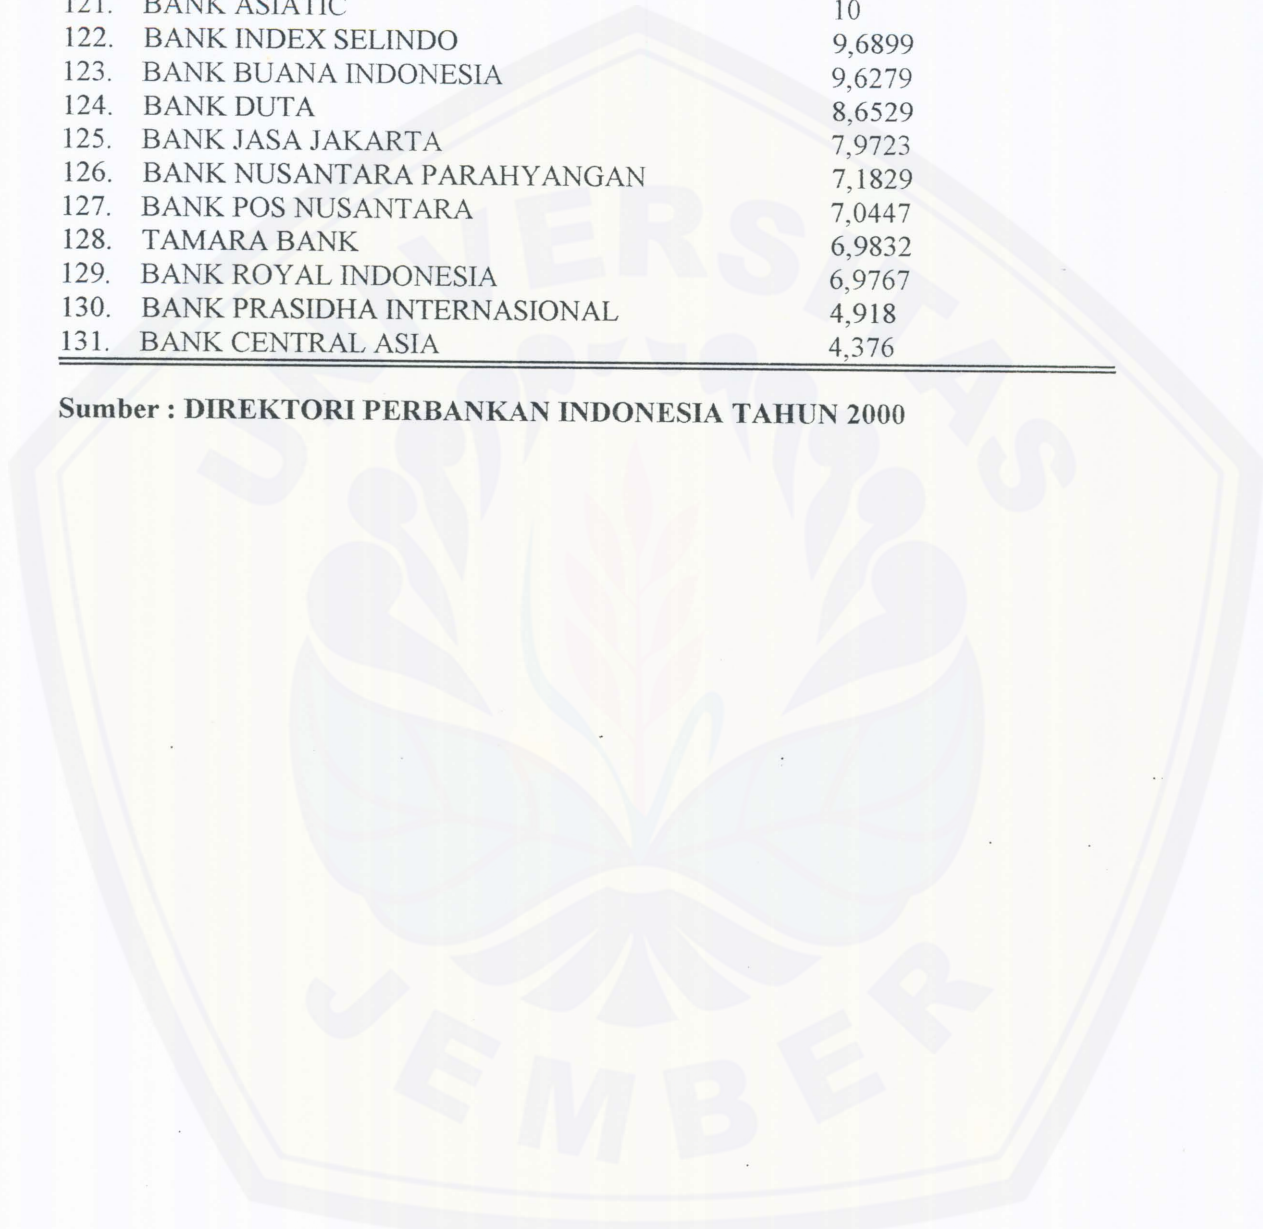 121. BANK ASIATIC 10
122. BANK INDEX SELINDO 9,6899
123. BANK BUANA INDONESIA 9,6279
124. BANK DUTA 8,6529
125. BANK JASA JAKARTA 7,9723
126. BANK NUSANTARA PARAHYANGAN 7,1829
127. BANK POS NUSANTARA 7,0447
128. TAMARA BANK 6,9832
129. BANK ROYAL INDONESIA 6,9767
130. BANK PRASIDHA INTERNASIONAL 4,918
131. BANK CENTRAL ASIA 4,376
Sumber : DIREKTORI PERBANKAN INDONESIA TAHUN 2000
UNIVERSITAS
JEMBER